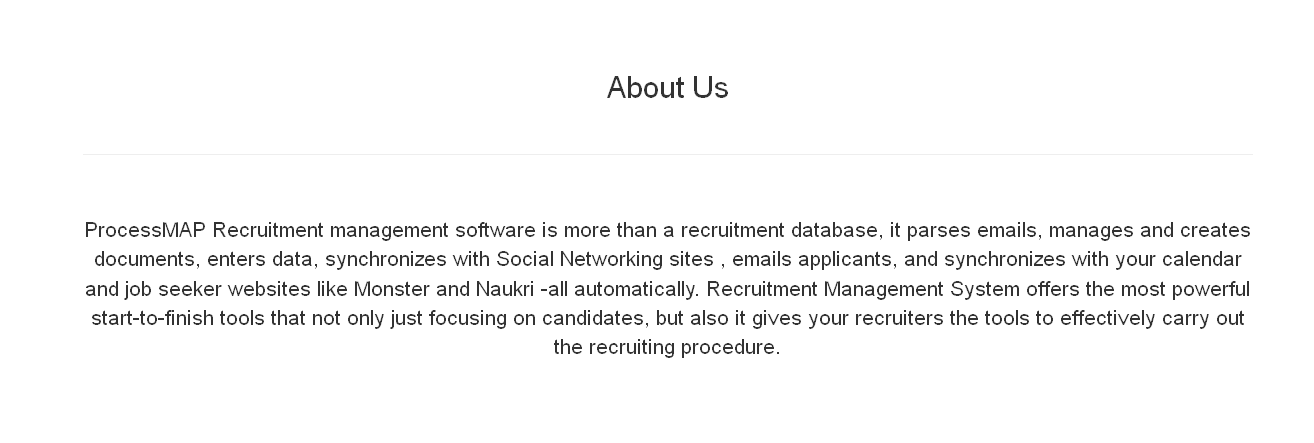 About Us
ProcessMAP Recruitment management software is more than a recruitment database, it parses emails, manages and creates
documents, enters data, synchronizes with Social Networking sites , emails applicants, and synchronizes with your calendar
and job seeker websites like Monster and Naukri -all automatically. Recruitment Management System offers the most powerful
start-to-finish tools that not only just focusing on candidates, but also it gives your recruiters the tools to effectively carry out
the recruiting procedure.